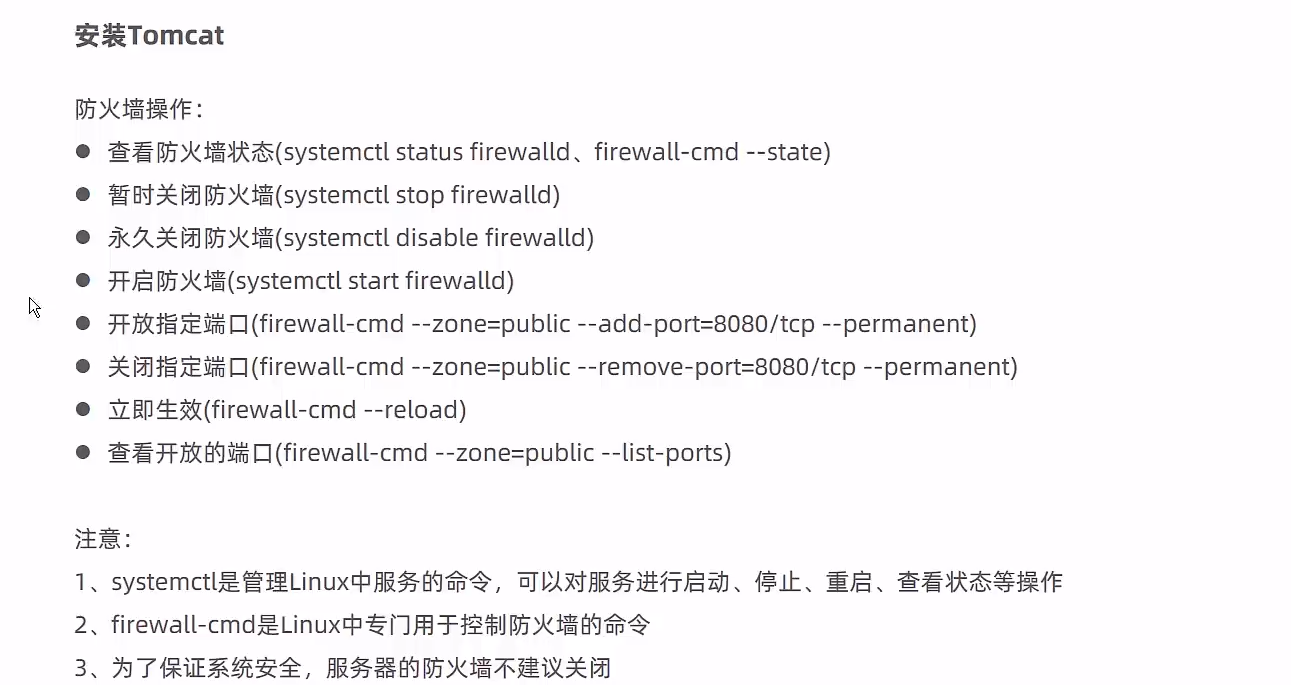 安装Tomcat
防火墙操作：
● 查看防火墙状态(systemctl status firewalld、firewall-cmd --state)
● 暂时关闭防火墙(systemctl stop firewalld)
● 永久关闭防火墙(systemctl disable firewalld)
● 开启防火墙(systemctl start firewalld)
● 开放指定端口(firewall-cmd --zone=public --add-port=8080/tcp --permanent)
● 关闭指定端口(firewall-cmd --zone=public --remove-port=8080/tcp --permanent)
● 立即生效(firewall-cmd --reload)
● 查看开放的端口(firewall-cmd --zone=public --list-ports)
注意：
1、systemctl是管理Linux中服务的命令，可以对服务进行启动、停止、重启、查看状态等操作
2、firewall-cmd是Linux中专门用于控制防火墙的命令
3、为了保证系统安全，服务器的防火墙不建议关闭